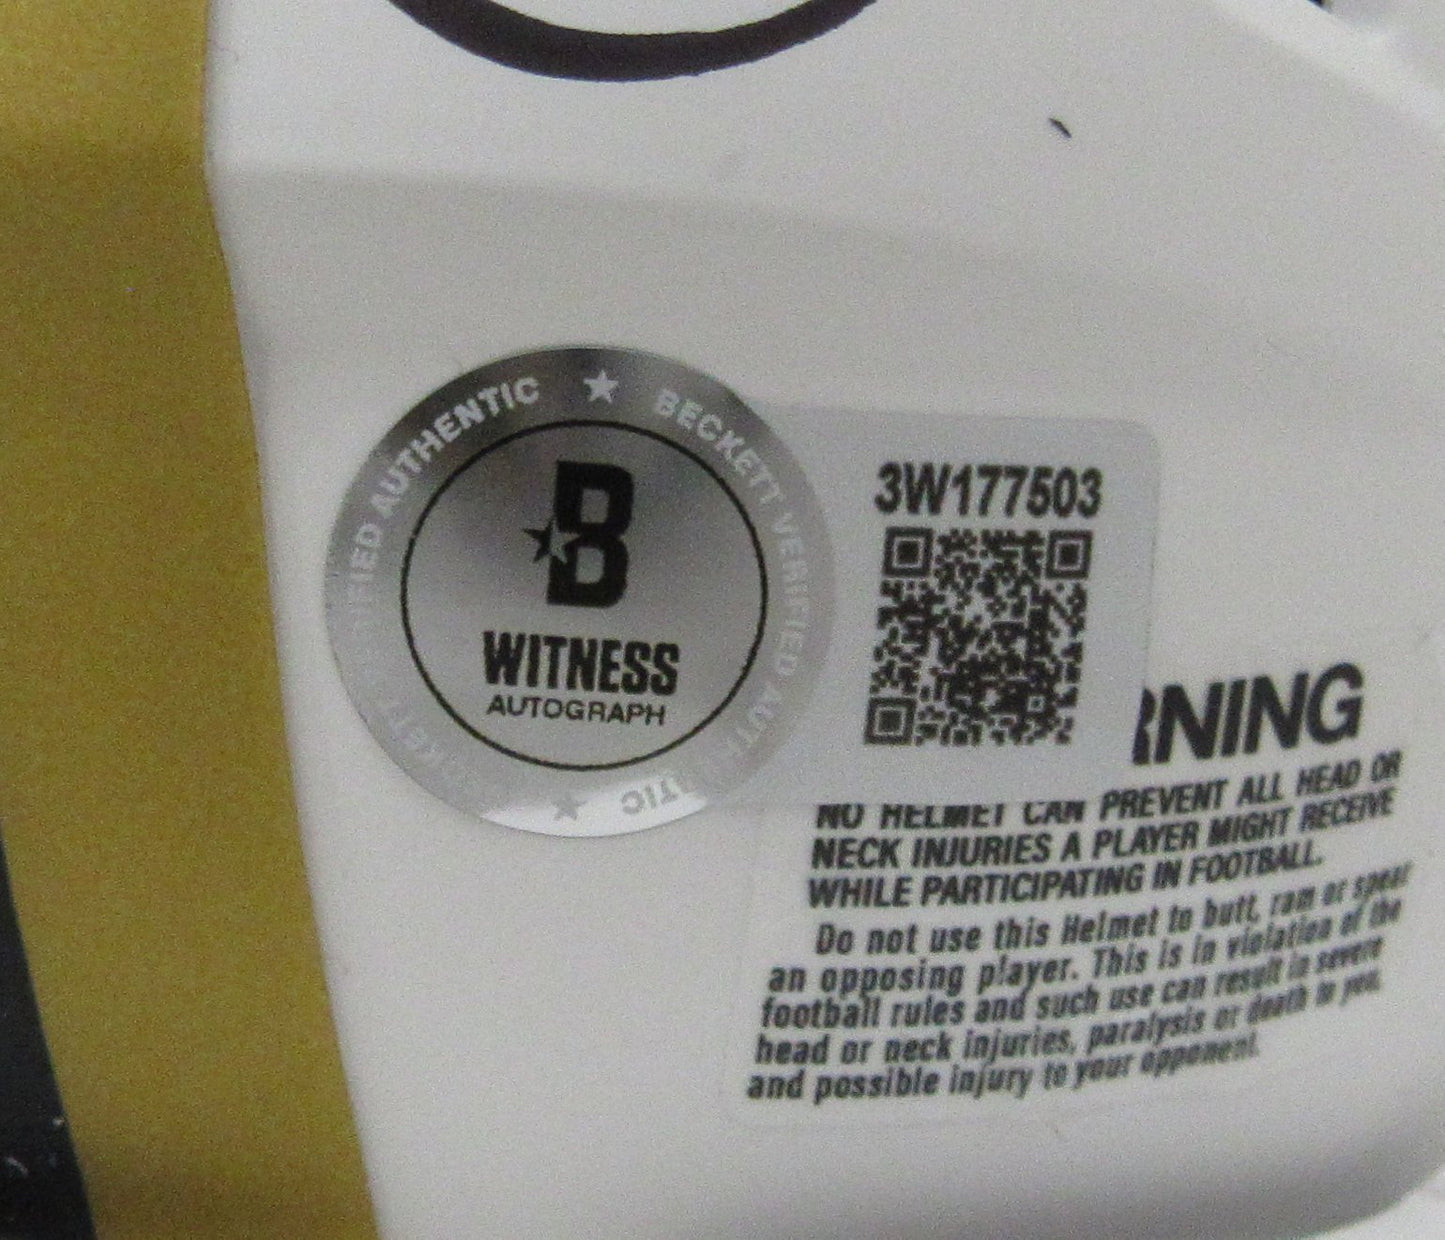 BECKETT VERIFIED AUTHENTIC
AUTHENTIC
B
WITNESS
AUTOGRAPH
3W177503
NO HELMET CAN PREVENT ALL HEAD OR
NECK INJURIES A PLAYER MIGHT RECEIVE
WHILE PARTICIPATING IN FOOTBALL.
Do not use this Helmet to butt, ram or spear
an opposing player. This is in violation of the
football rules and such use can result in severe
head or neck injuries, paralysis or death to you,
and possible injury to your opponent.